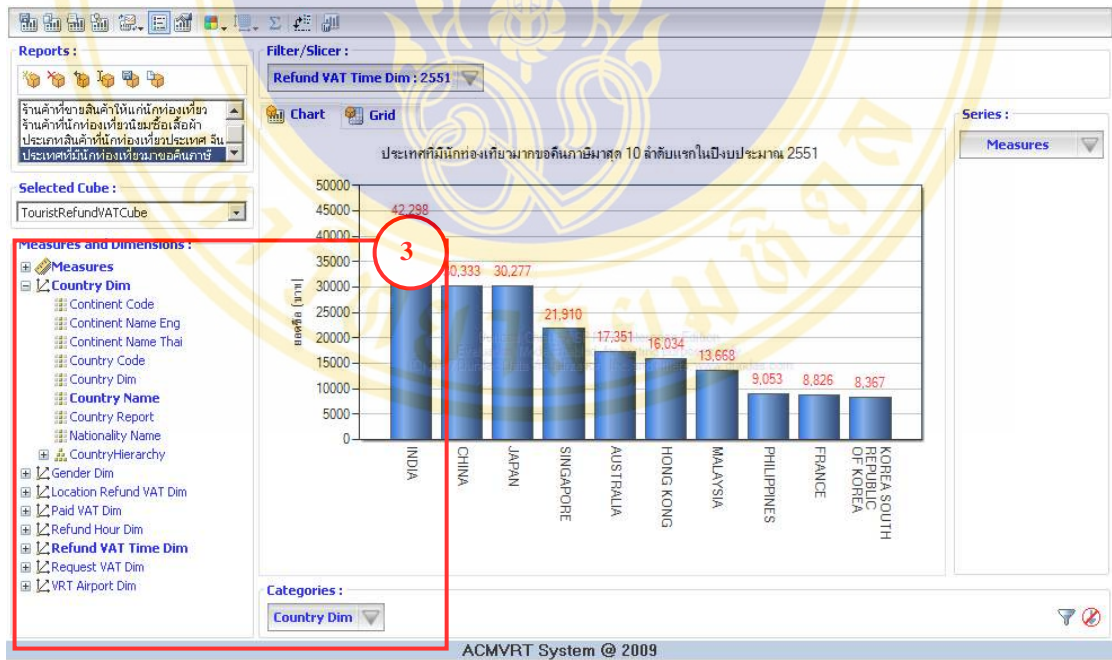 Reports :
ร้านค้าที่ขายสินค้าให้แก่นักท่องเที่ยว
ร้านค้าที่นักท่องเที่ยวนิยมซื้อเสื้อผ้า
ประเภทสินค้าที่นักท่องเที่ยวประเทศ จีน
ประเทศที่มีนักท่องเที่ยวมาขอคืนภาษี
Selected Cube :
TouristRefundVATCube
Measures and Dimensions :
Measures
Country Dim
Continent Code
Continent Name Eng
Continent Name Thai
Country Code
Country Dim
Country Name
Country Report
Nationality Name
CountryHierarchy
Gender Dim
Location Refund VAT Dim
Paid VAT Dim
Refund Hour Dim
Refund VAT Time Dim
Request VAT Dim
VRT Airport Dim
3
Filter/Slicer :
Refund VAT Time Dim : 2551
Chart
Grid
ประเทศที่มีนักท่องเที่ยวมากขอคืนภาษีมาสุด 10 ลำดับแรกในปีงบประมาณ 2551
50000
45000
40000
35000
30000
25000
20000
15000
10000
5000
0
42,298
30,277
21,910
17,351
16,034
13,668
9,053
8,826
8,367
INDIA
CHINA
JAPAN
SINGAPORE
AUSTRALIA
HONG KONG
MALAYSIA
PHILIPPINES
FRANCE
KOREA SOUTH
REPUBLIC
OF KOREA
Series :
Measures
Categories :
Country Dim
ACMVRT System @ 2009